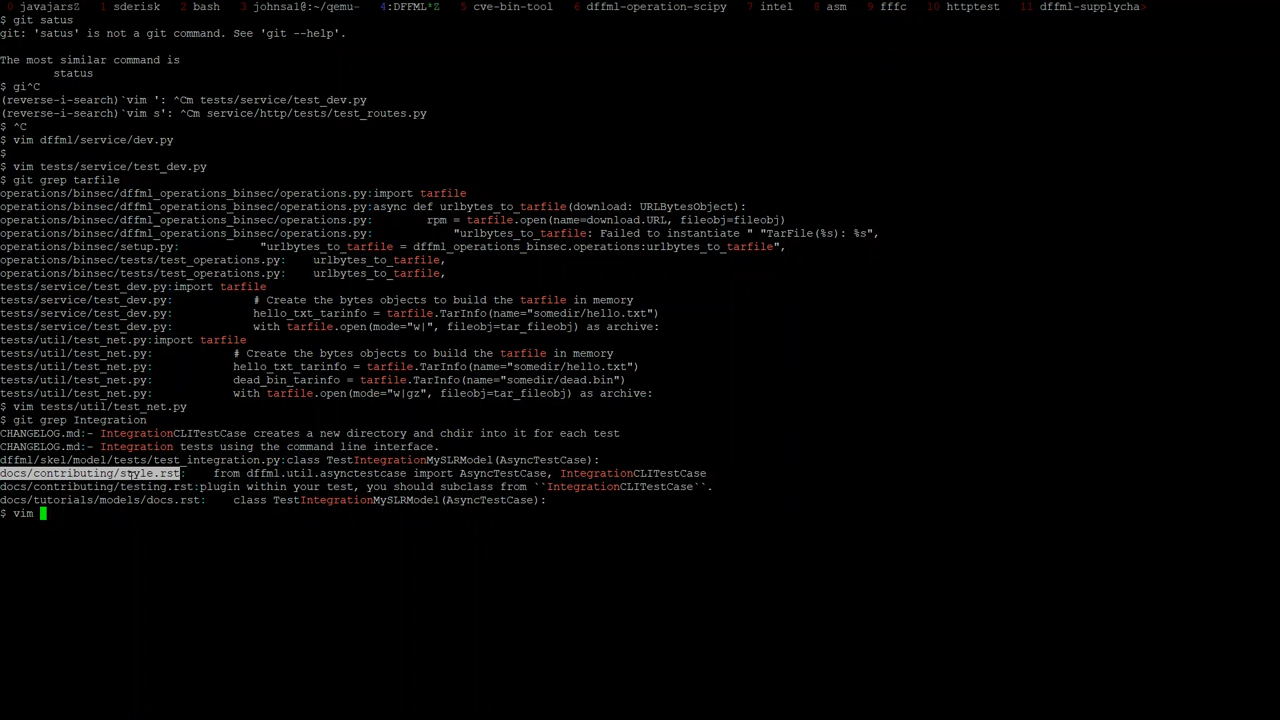 0 javajarsZ 1 sderisk 2 bash 3 johnsal@:~/qemu- 4:DFFML*Z 5 cve-bin-tool 6 dffml-operation-scipy 7 intel 8 asm 9 fffc 10 httptest 11 dffml-supplycha>
$ git satus
git: 'satus' is not a git command. See 'git --help'.
The most similar command is
status
$ gi^C
(reverse-i-search)`vim ': ^Cm tests/service/test_dev.py
(reverse-i-search)`vim s': ^Cm service/http/tests/test_routes.py
$ ^C
$ vim dffml/service/dev.py
$
$ vim tests/service/test_dev.py
$ git grep tarfile
operations/binsec/dffml_operations_binsec/operations.py:import tarfile
operations/binsec/dffml_operations_binsec/operations.py:async def urlbytes_to_tarfile(download: URLBytesObject):
operations/binsec/dffml_operations_binsec/operations.py:        rpm = tarfile.open(name=download.URL, fileobj=fileobj)
operations/binsec/dffml_operations_binsec/operations.py:            "urlbytes_to_tarfile: Failed to instantiate " "TarFile(%s): %s",
operations/binsec/setup.py:            "urlbytes_to_tarfile = dffml_operations_binsec.operations:urlbytes_to_tarfile",
operations/binsec/tests/test_operations.py:    urlbytes_to_tarfile,
operations/binsec/tests/test_operations.py:    urlbytes_to_tarfile,
tests/service/test_dev.py:import tarfile
tests/service/test_dev.py:            # Create the bytes objects to build the tarfile in memory
tests/service/test_dev.py:            hello_txt_tarinfo = tarfile.TarInfo(name="somedir/hello.txt")
tests/service/test_dev.py:            with tarfile.open(mode="w|", fileobj=tar_fileobj) as archive:
tests/util/test_net.py:import tarfile
tests/util/test_net.py:            # Create the bytes objects to build the tarfile in memory
tests/util/test_net.py:            hello_txt_tarinfo = tarfile.TarInfo(name="somedir/hello.txt")
tests/util/test_net.py:            dead_bin_tarinfo = tarfile.TarInfo(name="somedir/dead.bin")
tests/util/test_net.py:            with tarfile.open(mode="w|gz", fileobj=tar_fileobj) as archive:
$ vim tests/util/test_net.py
$ git grep Integration
CHANGELOG.md:- IntegrationCLITestCase creates a new directory and chdir into it for each test
CHANGELOG.md:- Integration tests using the command line interface.
dffml/skel/model/tests/test_integration.py:class TestIntegrationMySLRModel(AsyncTestCase):
docs/contributing/style.rst:    from dffml.util.asynctestcase import AsyncTestCase, IntegrationCLITestCase
docs/contributing/testing.rst:plugin within your test, you should subclass from ``IntegrationCLITestCase``.
docs/tutorials/models/docs.rst:    class TestIntegrationMySLRModel(AsyncTestCase):
$ vim